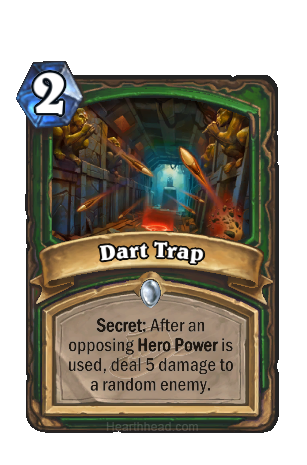 2
Dart Trap
Secret: After an
opposing Hero Power is
used, deal 5 damage to
a random enemy.
Hearthhead.com